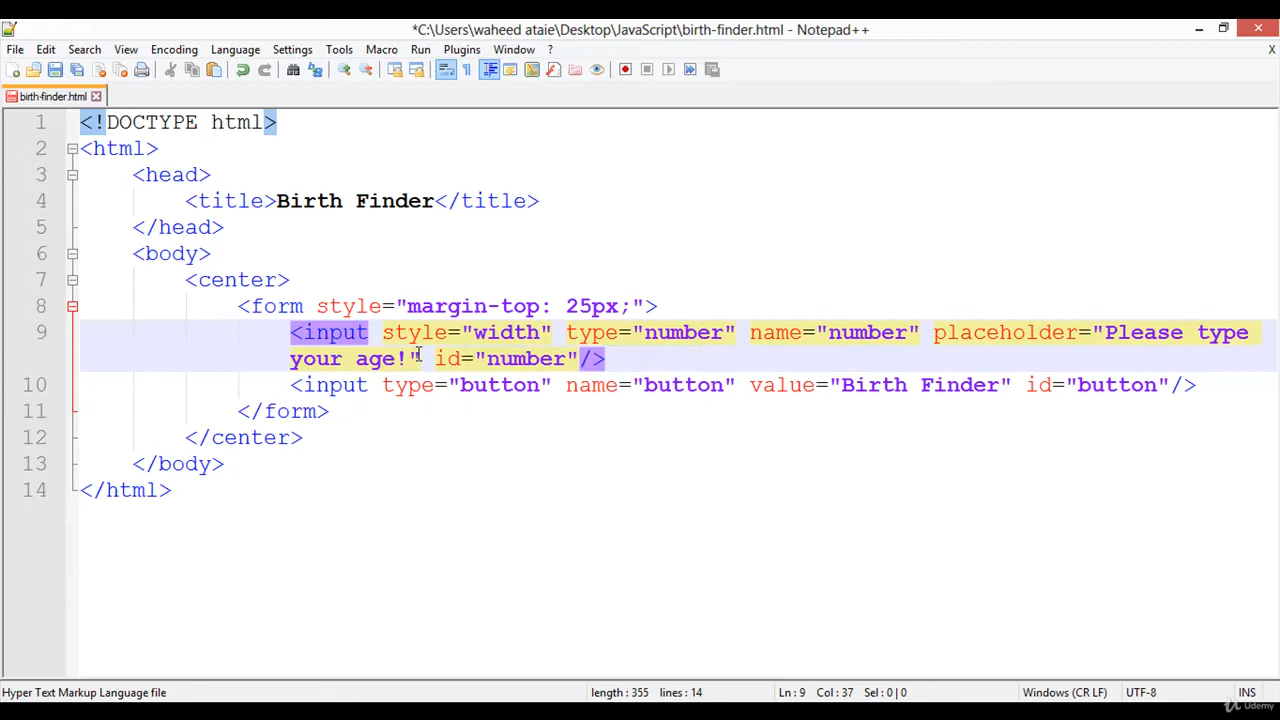 *C:\Users\waheed ataie\Desktop\JavaScript\birth-finder.html - Notepad++
File Edit Search View Encoding Language Settings Tools Macro Run Plugins Window ? X
birth-finder.html
1 <!DOCTYPE html>
2 <html>
3 <head>
4 <title>Birth Finder</title>
5 </head>
6 <body>
7 <center>
8 <form style="margin-top: 25px;">
9 <input style="width" type="number" name="number" placeholder="Please type
your age!" id="number"/>
10 <input type="button" name="button" value="Birth Finder" id="button"/>
11 </form>
12 </center>
13 </body>
14 </html>
Hyper Text Markup Language file length : 355 lines : 14 Ln : 9 Col : 37 Sel : 0 | 0 Windows (CR LF) UTF-8 INS
Udemy